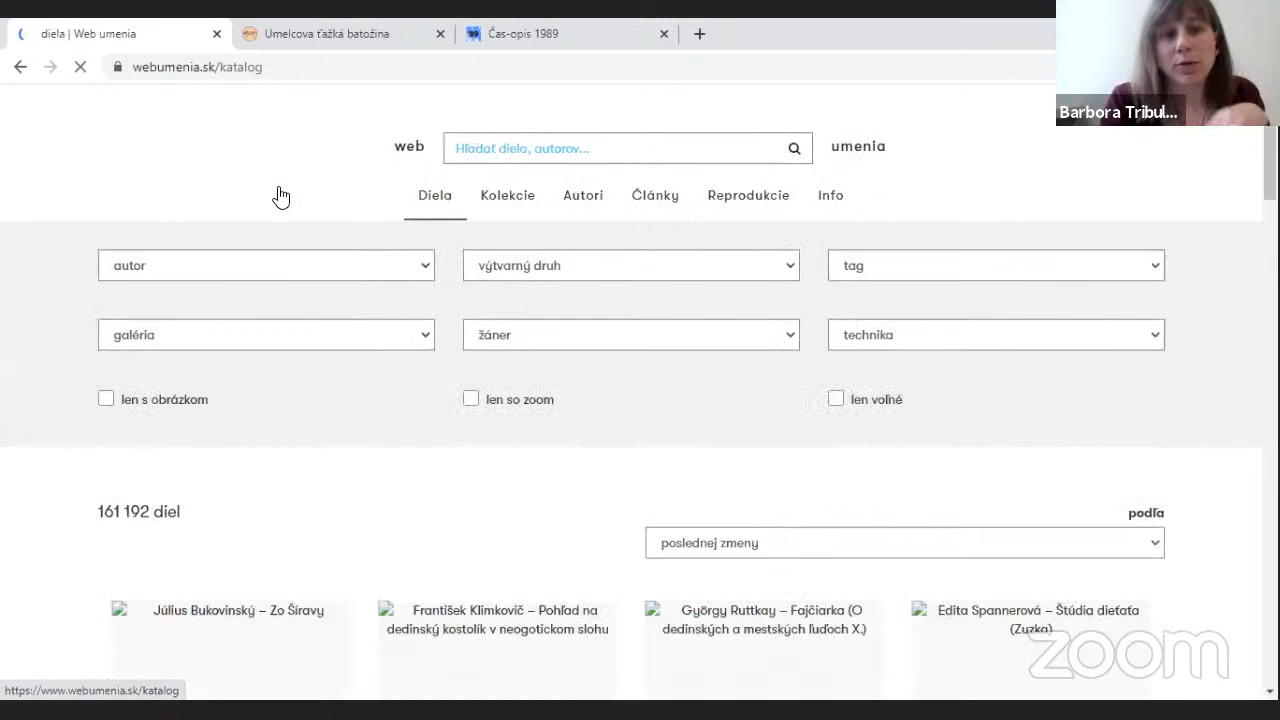 diela | Web umenia
Umelcova ťažká batožina
Čas-opis 1989
webumenia.sk/katalog
Barbora Tribul...
web
Hľadať diela, autorov...
umenia
Diela
Kolekcie
Autori
Články
Reprodukcie
Info
autor
výtvarný druh
tag
galéria
žáner
technika
len s obrázkom
len so zoom
len voľné
161 192 diel
podľa
poslednej zmeny
Július Bukovinský – Zo Šíravy
František Klimkovič – Pohľad na
dedinský kostolík v neogotickom slohu
György Ruttkay – Fajčiarka (O
dedinských a mestských ľuďoch X.)
Edita Spannerová – Štúdia dieťaťa
(Zuzka)
zoom
https://www.webumenia.sk/katalog